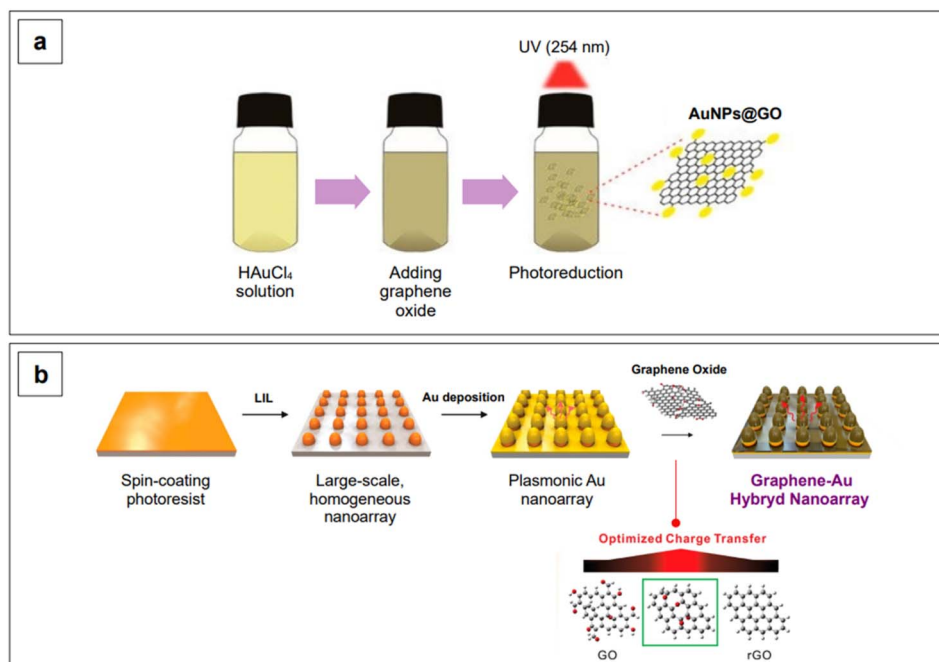 a
UV (254 nm)
AuNPs@GO
HAuCl₄
solution
Adding
graphene
oxide
Photoreduction
b
LIL
Au deposition
Graphene Oxide
Spin-coating
photoresist
Large-scale,
homogeneous
nanoarray
Plasmonic Au
nanoarray
Graphene-Au
Hybryd Nanoarray
Optimized Charge Transfer
GO
rGO